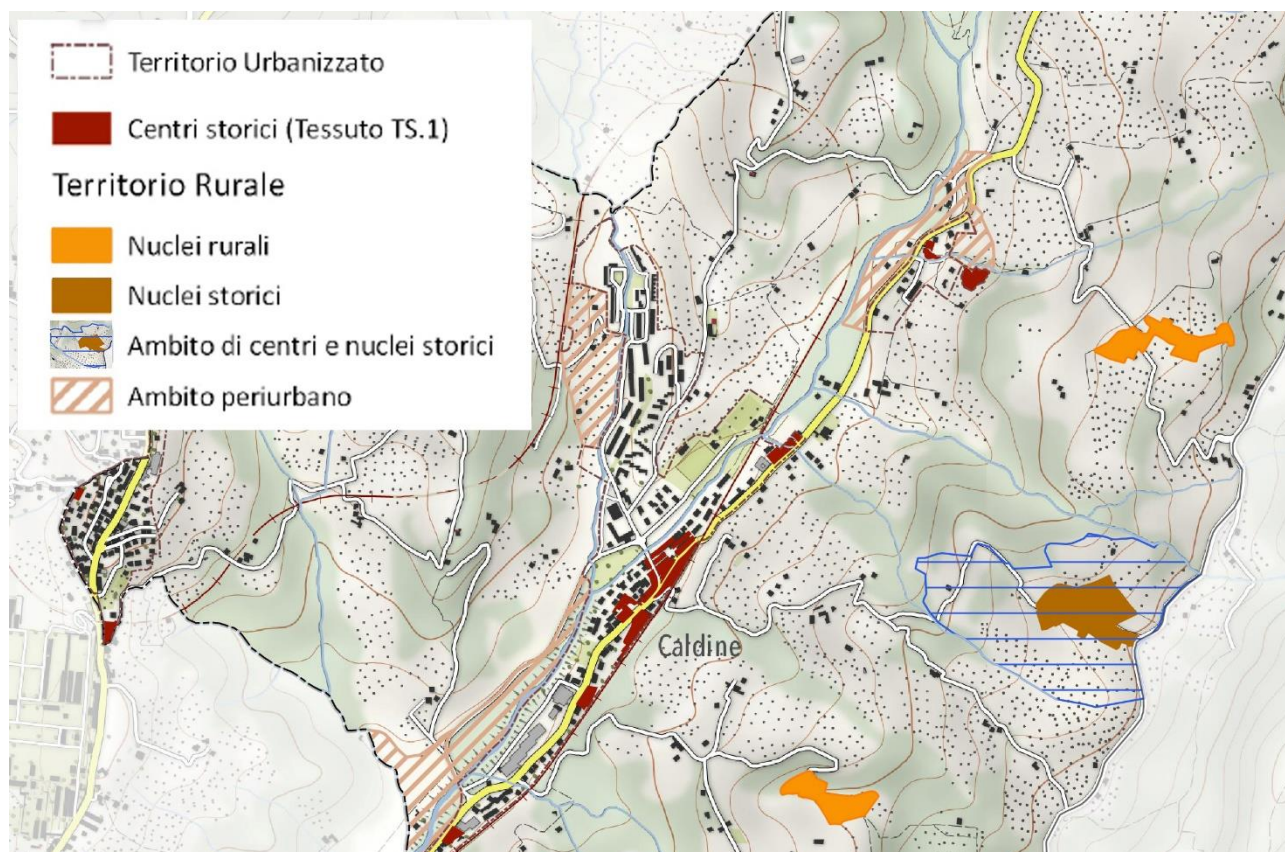 Territorio Urbanizzato
Centri storici (Tessuto TS.1)
Territorio Rurale
Nuclei rurali
Nuclei storici
Ambito di centri e nuclei storici
Ambito periurbano
Caldine